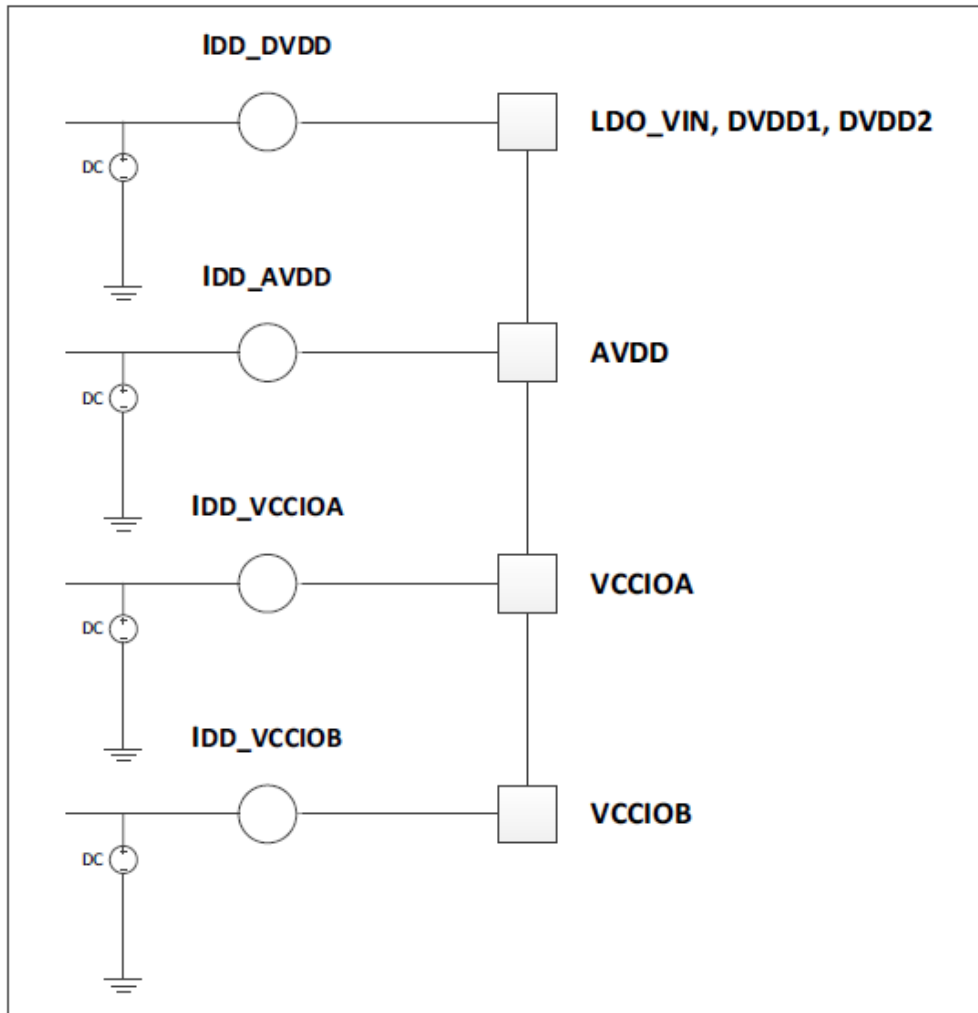 IDD_DVDD
LDO_VIN, DVDD1, DVDD2
DC
IDD_AVDD
AVDD
DC
IDD_VCCIOA
VCCIOA
DC
IDD_VCCIOB
VCCIOB
DC